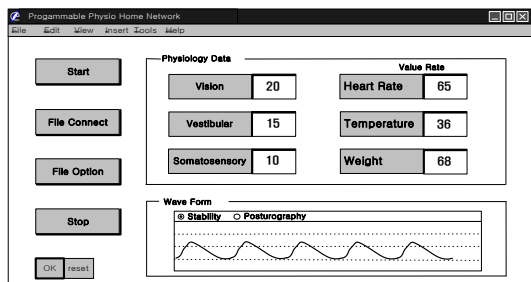 Progammable Physio Home Network
File Edit View Insert Tools Help
Start
File Connect
File Option
Stop
OK reset
Physiology Data
Value Rate
Vision 20 Heart Rate 65
Vestibular 15 Temperature 36
Somatosensory 10 Weight 68
Wave Form
Stability Posturography